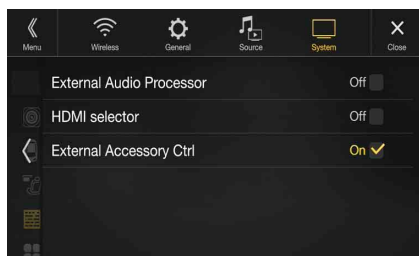 Menu Wireless General Source System Close
External Audio Processor Off
HDMI selector Off
External Accessory Ctrl On